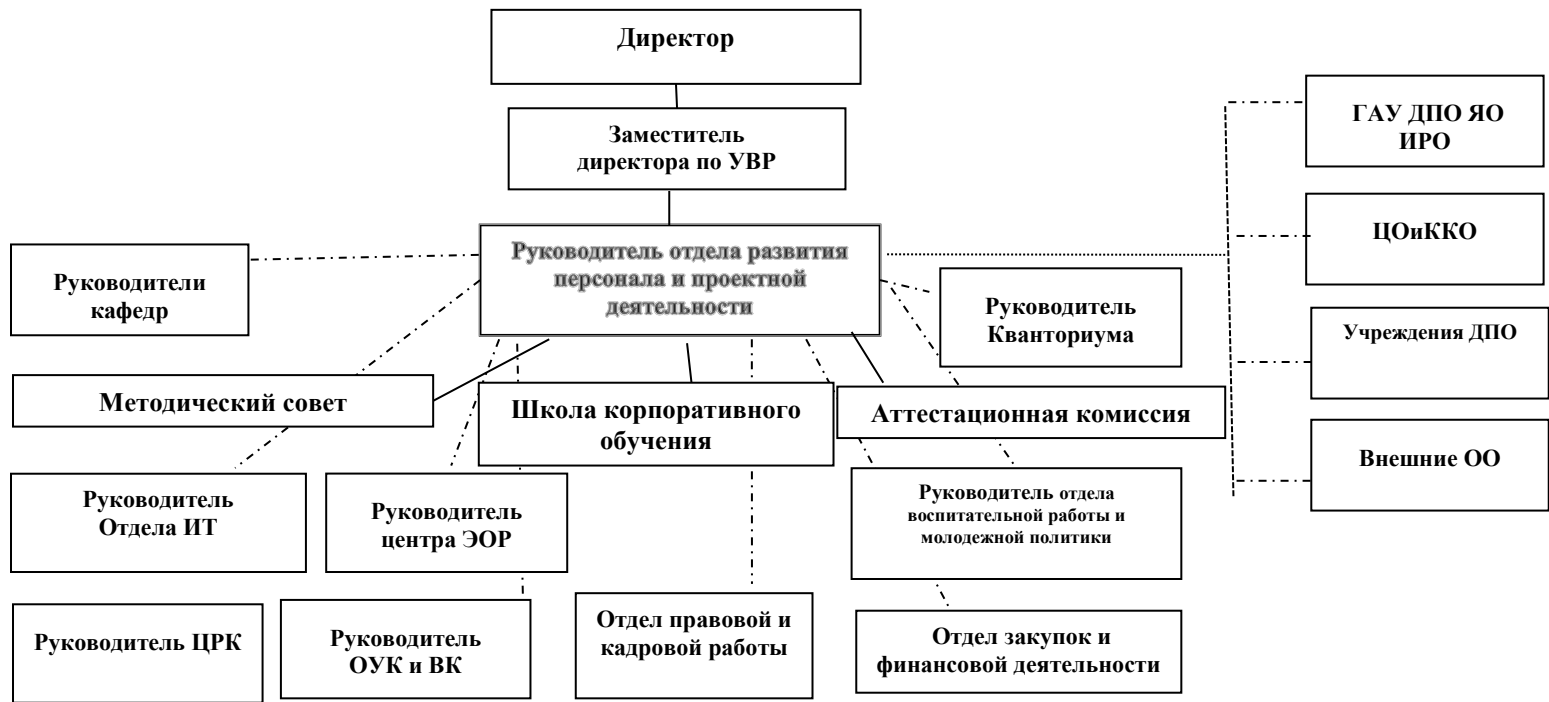 Директор
Заместитель
директора по УВР
ГАУ ДПО ЯО
ИРО
Руководитель отдела развития
персонала и проектной
деятельности
ЦОиККО
Руководители
кафедр
Руководитель
Кванториума
Учреждения ДПО
Методический совет
Школа корпоративного
обучения
Аттестационная комиссия
Внешние ОО
Руководитель
Отдела ИТ
Руководитель
центра ЭОР
Руководитель отдела
воспитательной работы и
молодежной политики
Руководитель ЦРК
Руководитель
ОУК и ВК
Отдел правовой и
кадровой работы
Отдел закупок и
финансовой деятельности